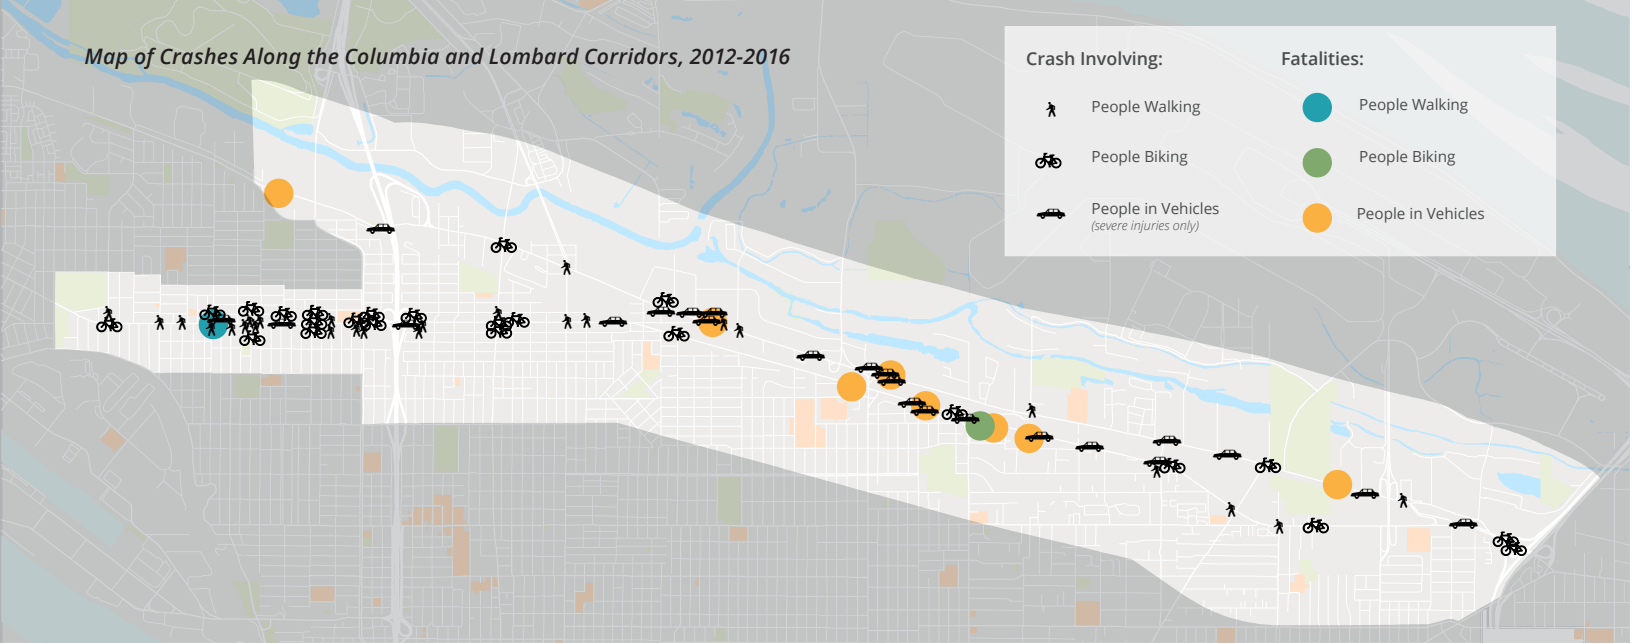 Map of Crashes Along the Columbia and Lombard Corridors, 2012-2016
Crash Involving:
People Walking
People Biking
People in Vehicles
(severe injuries only)
Fatalities:
People Walking
People Biking
People in Vehicles